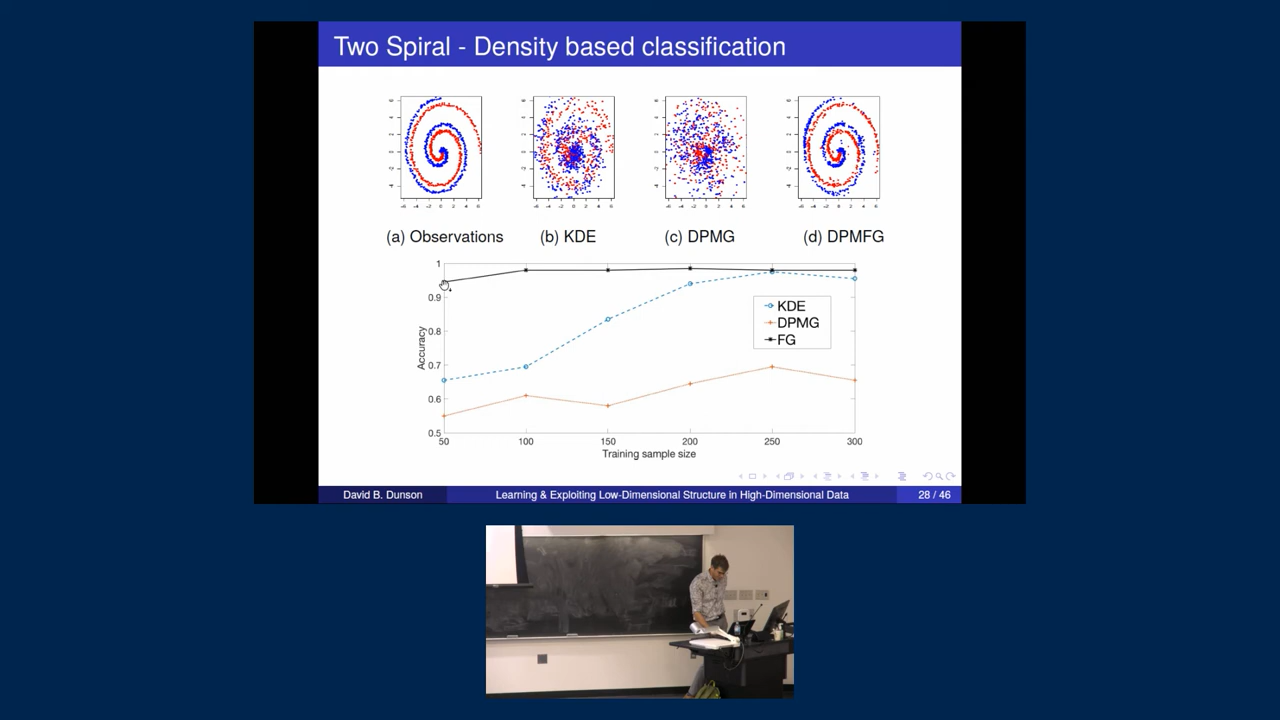 Two Spiral - Density based classification
(a) Observations
(b) KDE
(c) DPMG
(d) DPMFG
1
0.9
0.8
0.7
0.6
0.5
Accuracy
50 100 150 200 250 300
Training sample size
KDE
DPMG
FG
David B. Dunson
Learning & Exploiting Low-Dimensional Structure in High-Dimensional Data
28 / 46